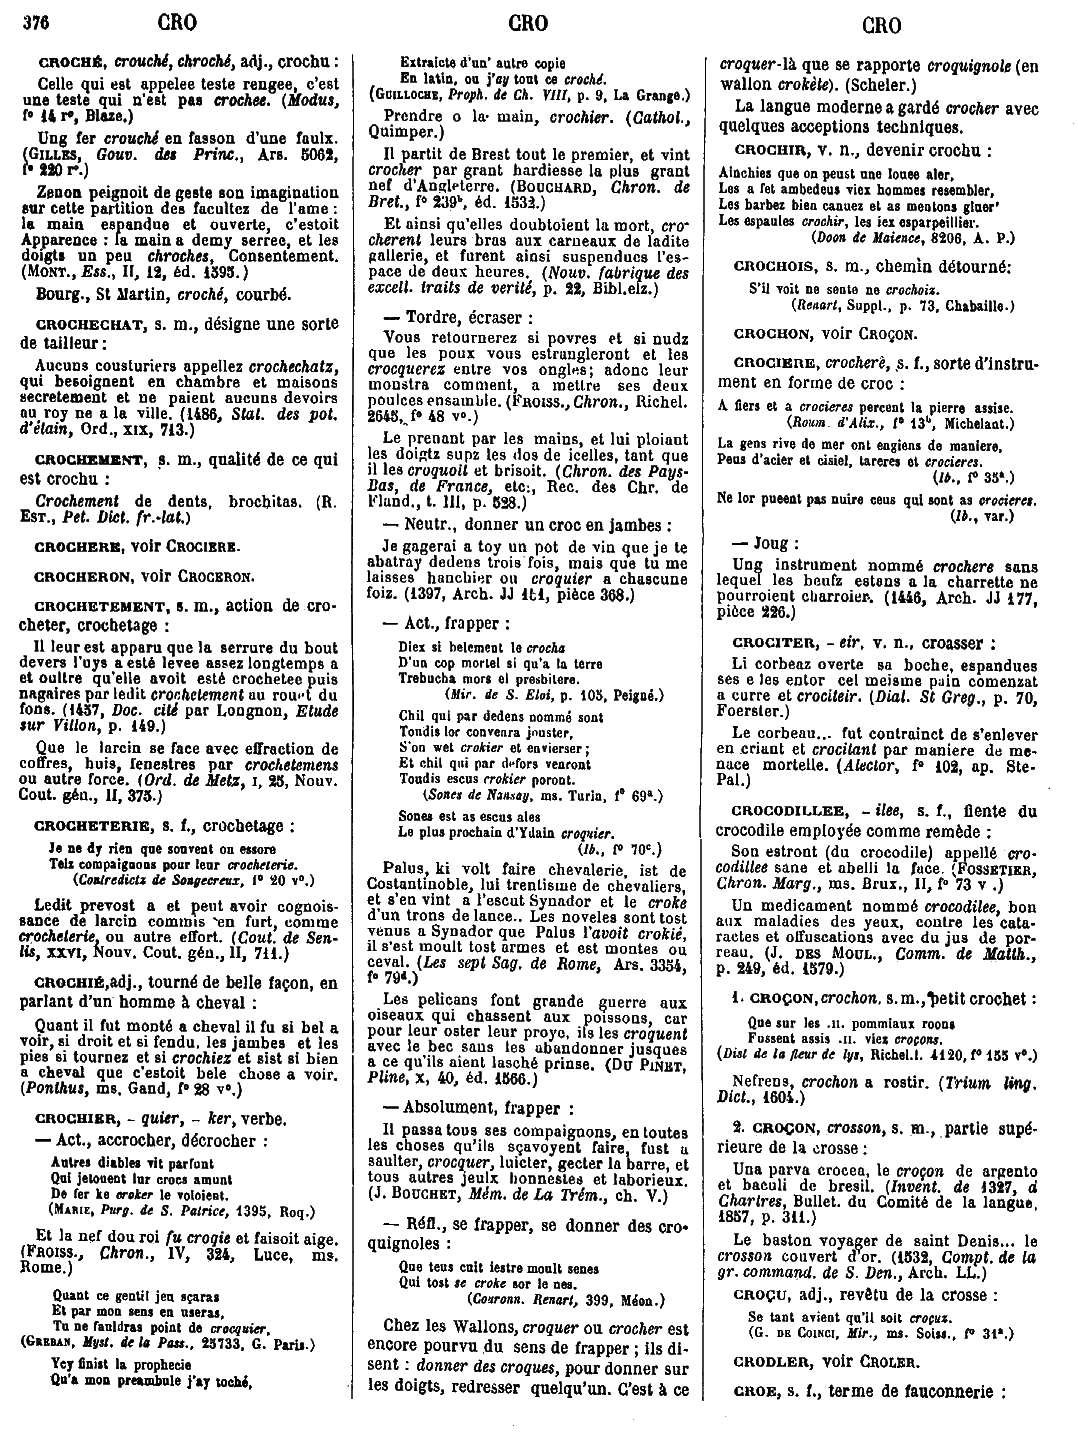 376 CRO CRO CRO
CROCHÉ, crouché, chroché, adj., crochu :
Celle qui est appelee teste rengee, c'est
une teste qui n'est pas crochee. (Modus,
f° 14 r°, Blaze.)
Ung fer crouché en fasson d'une faulx.
(GILLES, Gouv. des Princ., Ars. 5062,
f° 220 r°.)
Zenon peignoit de geste son imagination
sur cette partition des facultez de l'ame :
la main espandue et ouverte, c'estoit
Apparence : la main a demy serree, et les
doigts un peu chroches, Consentement.
(MONT., Ess., II, 12, éd. 1595.)
Bourg., St Martin, croché, courbé.
CROCHECHAT, s. m., désigne une sorte
de tailleur :
Aucuns cousturiers appellez crochechatz,
qui besoignent en chambre et maisons
secretement et ne paient aucuns devoirs
au roy ne a la ville. (1486, Stat. des pot.
d'étain, Ord., XIX, 713.)
CROCHEMENT, s. m., qualité de ce qui
est crochu :
Crochement de dents, brochitas. (R.
EST., Pet. Dict. fr.-lat.)
CROCHERE, voir CROCIERE.
CROCHERON, voir CROCERON.
CROCHETEMENT, s. m., action de cro-
cheter, crochetage :
Il leur est apparu que la serrure du bout
devers l'uys a esté levee assez longtemps a
et oultre qu'elle avoit esté crochetee puis
nagaires par ledit crochetement au rouet du
fons. (1457, Doc. cité par Longnon, Etude
sur Villon, p. 149.)
Que le larcin se face avec effraction de
coffres, huis, fenestres par crochetemens
ou autre force. (Ord. de Metz, I, 25, Nouv.
Cout. gén., II, 375.)
CROCHETERIE, s. f., crochetage :
Je ne dy rien que souvent on essore
Telz compaignons pour leur crocheterie.
(Contredictz de Songecreux, f° 20 v°.)
Ledit prevost a et peut avoir cognois-
sance de larcin commis en furt, comme
crocheterie, ou autre effort. (Cout. de Sen-
lis, XXVI, Nouv. Cout. gén., II, 711.)
CROCHIÉ, adj., tourné de belle façon, en
parlant d'un homme à cheval :
Quant il fut monté a cheval il fu si bel a
voir, si droit et si fendu, les jambes et les
pies si tournez et si crochiez et sist si bien
a cheval que c'estoit bele chose a voir.
(Ponthus, ms. Gand, f° 28 v°.)
CROCHIER, - quier, - ker, verbe.
— Act., accrocher, décrocher :
Autres diables vit parfont
Qui jetouent lur crocs amunt
De fer ke croker le voloient.
(MARIE, Purg. de S. Patrice, 1395, Roq.)
Et la nef dou roi fu croqie et faisoit aige.
(FROISS., Chron., IV, 324, Luce, ms.
Rome.)
Quant ce gentil jeu sçaras
Et par mon sens en useras,
Tu ne fauldras point de crocquier.
(GREBAN, Myst. de la Pass., 25733, G. Paris.)
Ycy finist la prophecie
Qu'a mon preambule j'ay toché,
Extraicte d'un' autre copie
En latin, ou j'ay tout ce croché.
(GUILLOCHE, Proph. de Ch. VIII, p. 9, La Grange.)
Prendre o la main, crochier. (Cathol.,
Quimper.)
Il partit de Brest tout le premier, et vint
crocher par grant hardiesse la plus grant
nef d'Angleterre. (BOUCHARD, Chron. de
Bret., f° 239b, éd. 1532.)
Et ainsi qu'elles doubtoient la mort, cro-
cherent leurs bras aux carneaux de ladite
gallerie, et furent ainsi suspendues l'es-
pace de deux heures. (Nouv. fabrique des
excell. traits de verité, p. 22, Bibl. elz.)
— Tordre, écraser :
Vous retournerez si povres et si nudz
que les poux vous estrangleront et les
crocquerez entre vos ongles; adonc leur
monstra comment, a mettre ses deux
poulces ensamble. (FROISS., Chron., Richel.
2645, f° 48 v°.)
Le prenant par les mains, et lui ploiant
les doigtz supz les dos de icelles, tant que
il les croquoit et brisoit. (Chron. des Pays-
Bas, de France, etc., Rec. des Chr. de
Fland., t. III, p. 528.)
— Neutr., donner un croc en jambes :
Je gagerai a toy un pot de vin que je te
abatray dedens trois fois, mais que tu me
laisses hanchier ou croquier a chascune
foiz. (1397, Arch. JJ 151, pièce 368.)
— Act., frapper :
Diex si belement le crocha
D'un cop mortel si qu'a la terre
Trebucha mors el presbitere.
(Mir. de S. Eloi, p. 105, Peigné.)
Chil qui par dedens nommé sont
Tondis lor convenra jouster,
S'on wet crokier et envierser ;
Et chil qui par defors venront
Toudis escus crokier poront.
(Sones de Nansay, ms. Turin, f° 69a.)
Sones est as escus ales
Le plus prochain d'Ydain croquier.
(Ib., f° 70c.)
Palus, ki volt faire chevalerie, ist de
Costantinoble, lui trentisme de chevaliers,
et s'en vint a l'escut Synador et le croke
d'un trons de lance.. Les noveles sont tost
venus a Synador que Palus l'avoit crokié,
il s'est moult tost armes et est montes ou
ceval. (Les sept Sag. de Rome, Ars. 3354,
f° 79d.)
Les pelicans font grande guerre aux
oiseaux qui chassent aux poissons, car
pour leur oster leur proye, ils les croquent
avec le bec sans les abandonner jusques
a ce qu'ils aient lasché prinse. (DU PINET,
Pline, X, 40, éd. 1566.)
— Absolument, frapper :
Il passa tous ses compaignons, en toutes
les choses qu'ils sçavoyent faire, fust a
saulter, crocquer, luicter, gecter la barre, et
tous autres jeulx honnestes et laborieux.
(J. BOUCHET, Mém. de La Trém., ch. V.)
— Réfl., se frapper, se donner des cro-
quignoles :
Que teus cuit iestre moult senes
Qui tost se croke sor le nes.
(Couronn. Renart, 399, Méon.)
Chez les Wallons, croquer ou crocher est
encore pourvu du sens de frapper ; ils di-
sent : donner des croques, pour donner sur
les doigts, redresser quelqu'un. C'est à ce
croquer-là que se rapporte croquignole (en
wallon crokète). (Scheler.)
La langue moderne a gardé crocher avec
quelques acceptions techniques.
CROCHIR, v. n., devenir crochu :
Ainchies que on peust une louee aler,
Les a fet ambedeus viez hommes resembler,
Les barbez bien canuez et as mentons gluer'
Les espaules crochir, les iex esparpeillier.
(Doon de Maience, 8206, A. P.)
CROCHOIS, s. m., chemin détourné:
S'il voit ne sente ne crochoiz.
(Renart, Suppl., p. 73, Chabaille.)
CROCHON, voir CROÇON.
CROCIERE, crocherè, s. f., sorte d'instru-
ment en forme de croc :
A fiers et a crocieres percent la pierre assise.
(Roum. d'Alix., f° 13b, Michelant.)
La gens rive de mer ont engiens de maniere,
Peus d'acier et cisiel, tareres et crocieres.
(Ib., f° 35a.)
Ne lor pueent pas nuire ceus qui sont as crocieres.
(Ib., var.)
— Joug :
Ung instrument nommé crochere sans
lequel les beufz estans a la charrette ne
pourroient charroier. (1446, Arch. JJ 177,
pièce 226.)
CROCITER, - eir, v. n., croasser :
Li corbeaz overte sa boche, espandues
ses eles entor cel meisme pain comenzat
a curre et crociteir. (Dial. St Greg., p. 70,
Foerster.)
Le corbeau... fut contrainct de s'enlever
en criant et crocitant par maniere de me-
nace mortelle. (Alector, f° 102, ap. Ste-
Pal.)
CROCODILLEE, - ilee, s. f., fiente du
crocodile employée comme remède :
Son estront (du crocodile) appellé cro-
codillee sane et abelli la face. (FOSSETIER,
Chron. Marg., ms. Brux., II, f° 73 v .)
Un medicament nommé crocodilee, bon
aux maladies des yeux, contre les cata-
ractes et offuscations avec du jus de por-
reau. (J. DES MOUL., Comm. de Matth.,
p. 249, éd. 1579.)
1. CROÇON, crochon, s. m., petit crochet :
Que sur les .II. pommiaux roons
Fussent assis .II. viez croçons.
(Dist de la fleur de lys, Richel. l. 4120, f° 155 v°.)
Nefrens, crochon a rostir. (Trium ling.
Dict., 1604.)
2. CROÇON, crosson, s. m., partie supé-
rieure de la crosse :
Una parva crocea, le croçon de argento
et baculi de bresil. (Invent. de 1327, d
Chartres, Bullet. du Comité de la langue,
1857, p. 311.)
Le baston voyager de saint Denis... le
crosson couvert d'or. (1532, Compt. de la
gr. command. de S. Den., Arch. LL.)
CROÇU, adj., revêtu de la crosse :
Se tant avient qu'il soit croçuz.
(G. DE COINCI, Mir., ms. Soiss., f° 31a.)
CRODLER, voir CROLER.
CROE, s. f., terme de fauconnerie :